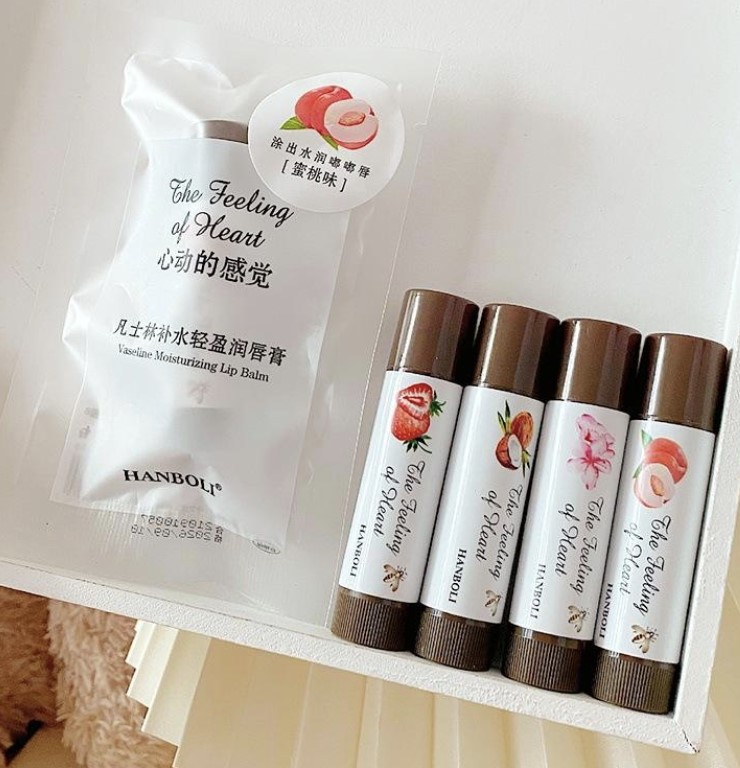 涂出水润嘟嘟唇
[蜜桃味]
The Feeling
of Heart
心动的感觉
凡士林补水轻盈润唇膏
Vaseline Moisturizing Lip Balm
HANBOLI®
The Feeling
of Heart
HANBOLI
The Feeling
of Heart
HANBOLI
The Feeling
of Heart
HANBOLI
The Feeling
of Heart
HANBOLI